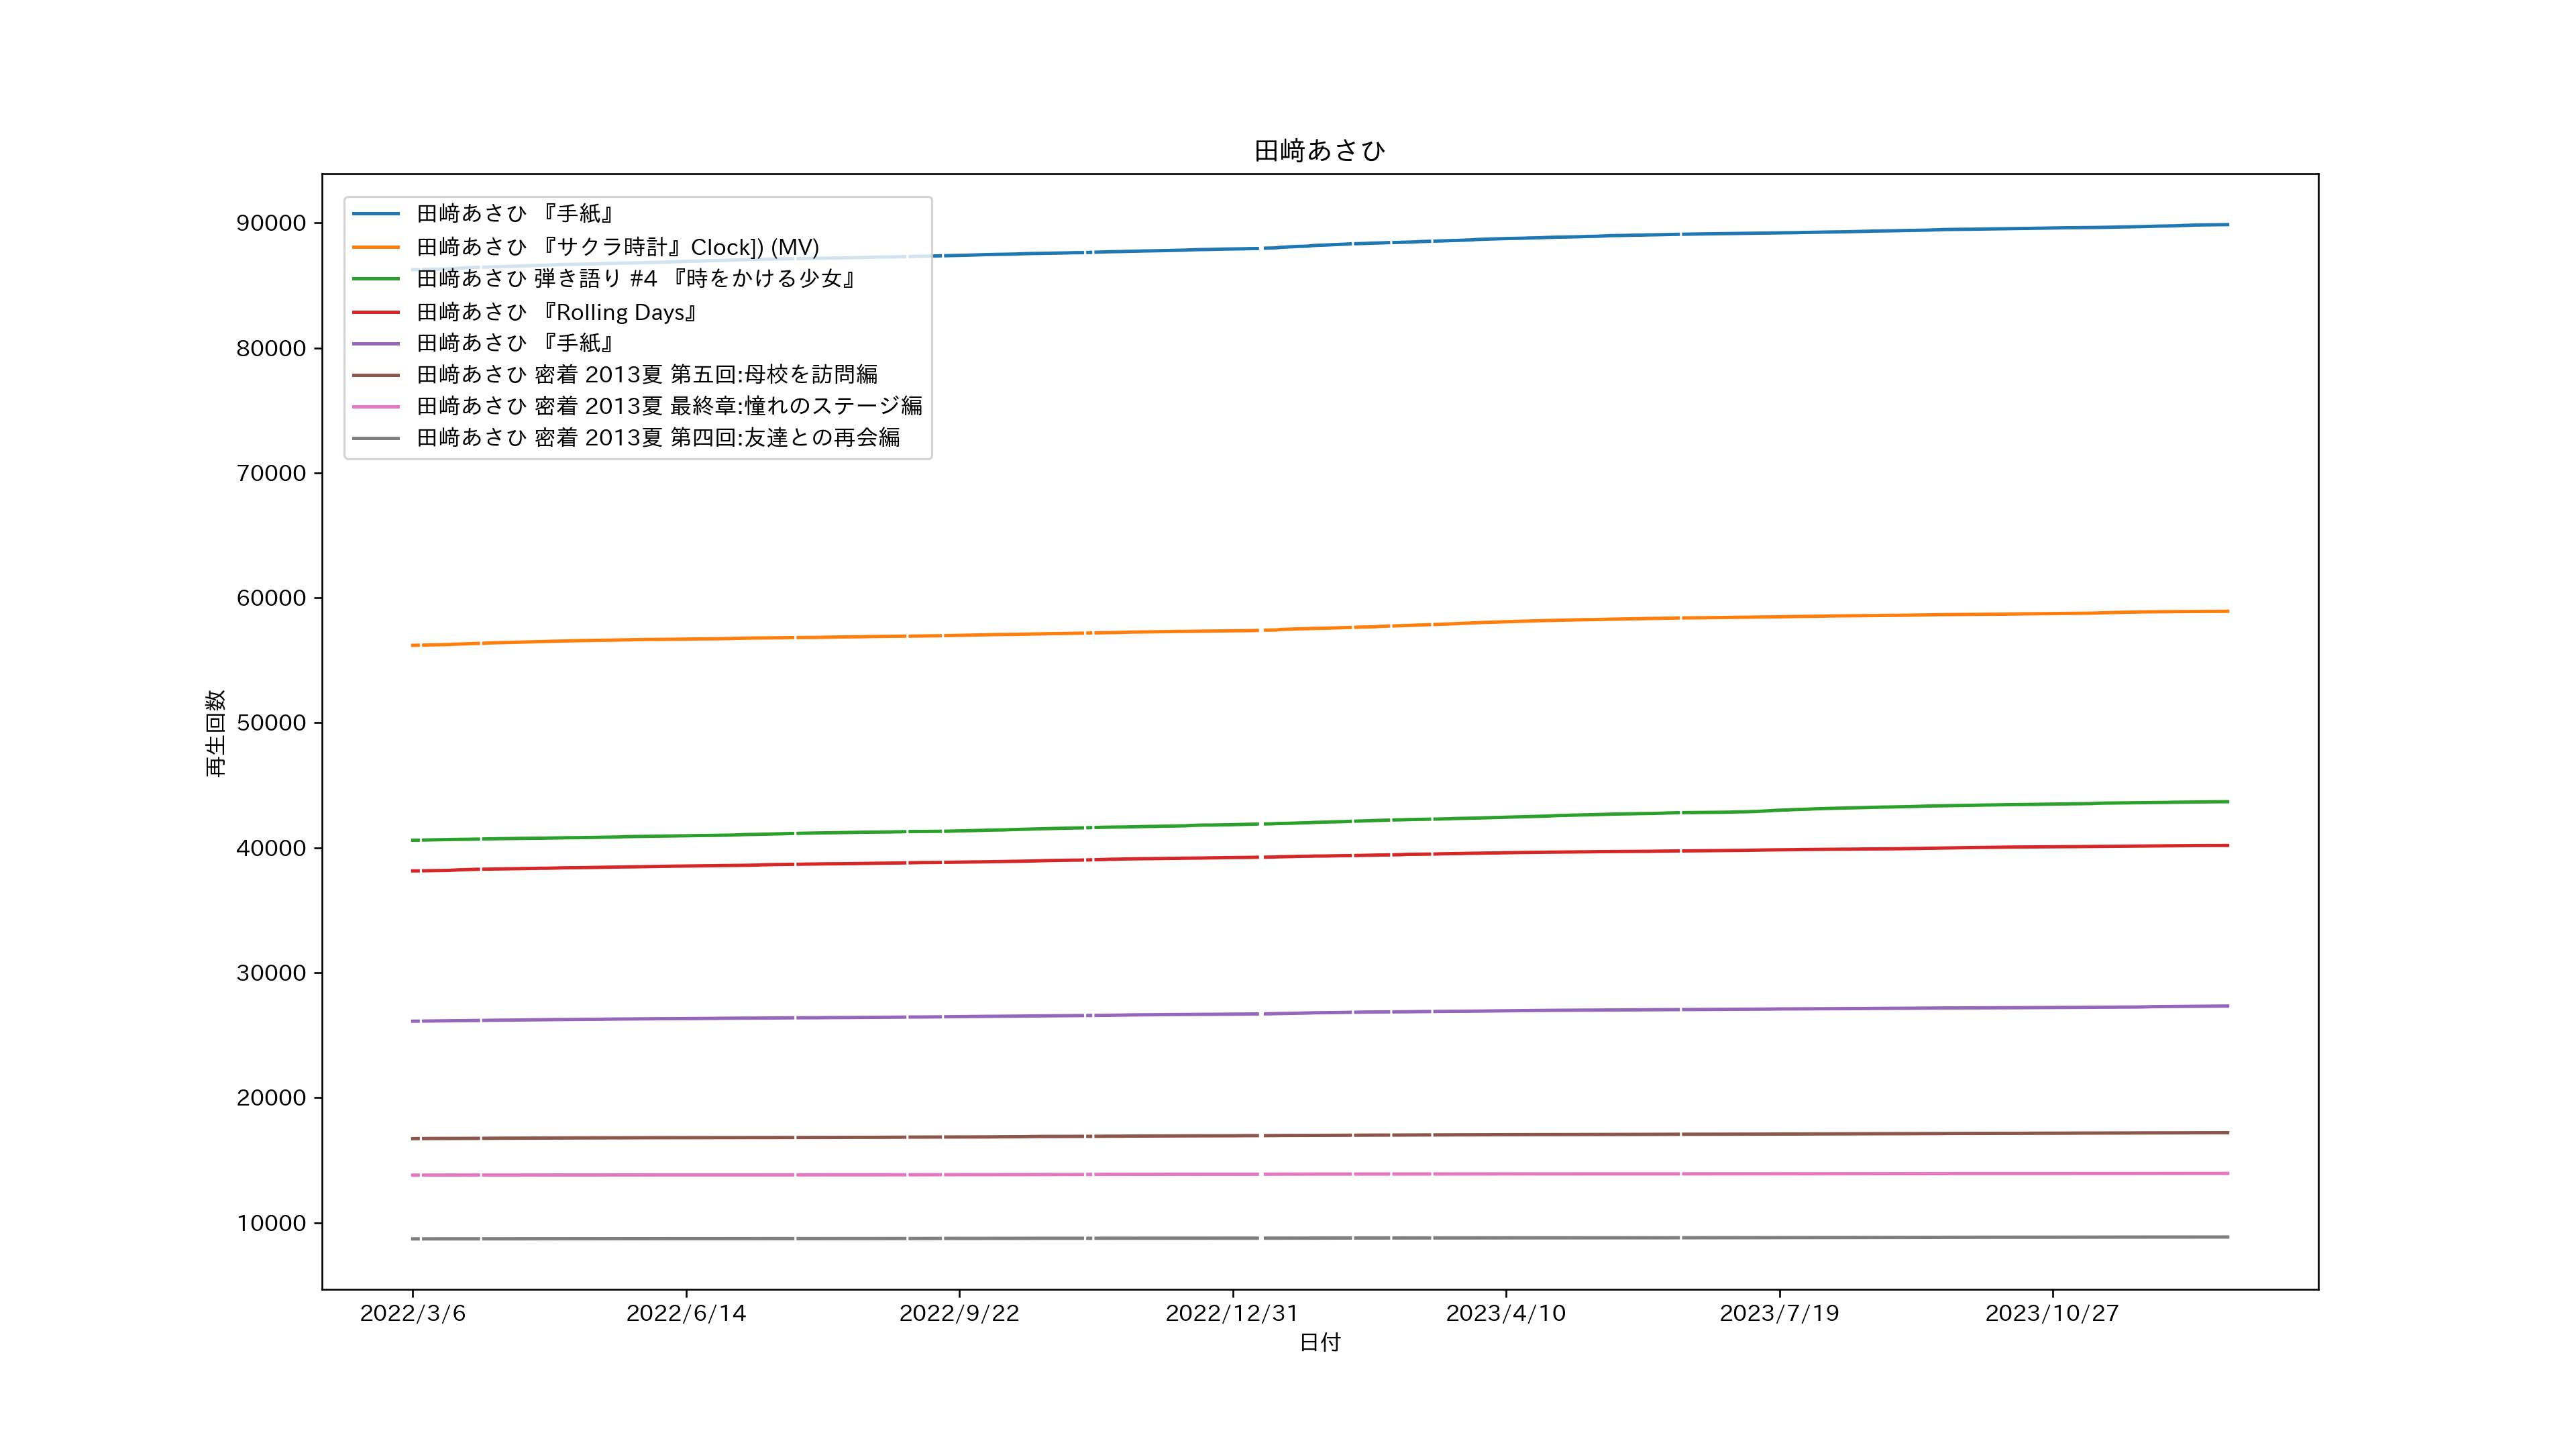 田﨑あさひ
90000
80000
70000
60000
50000
40000
30000
20000
10000
再生回数
田﨑あさひ 『手紙』
田﨑あさひ 『サクラ時計』Clock]) (MV)
田﨑あさひ 弾き語り #4 『時をかける少女』
田﨑あさひ 『Rolling Days』
田﨑あさひ 『手紙』
田﨑あさひ 密着 2013夏 第五回:母校を訪問編
田﨑あさひ 密着 2013夏 最終章:憧れのステージ編
田﨑あさひ 密着 2013夏 第四回:友達との再会編
2022/3/6 2022/6/14 2022/9/22 2022/12/31 2023/4/10 2023/7/19 2023/10/27
日付